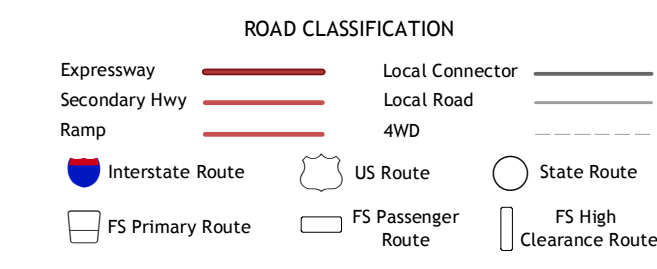 ROAD CLASSIFICATION
Expressway
Local Connector
Secondary Hwy
Local Road
Ramp
4WD
Interstate Route
US Route
State Route
FS Primary Route
FS Passenger
Route
FS High
Clearance Route